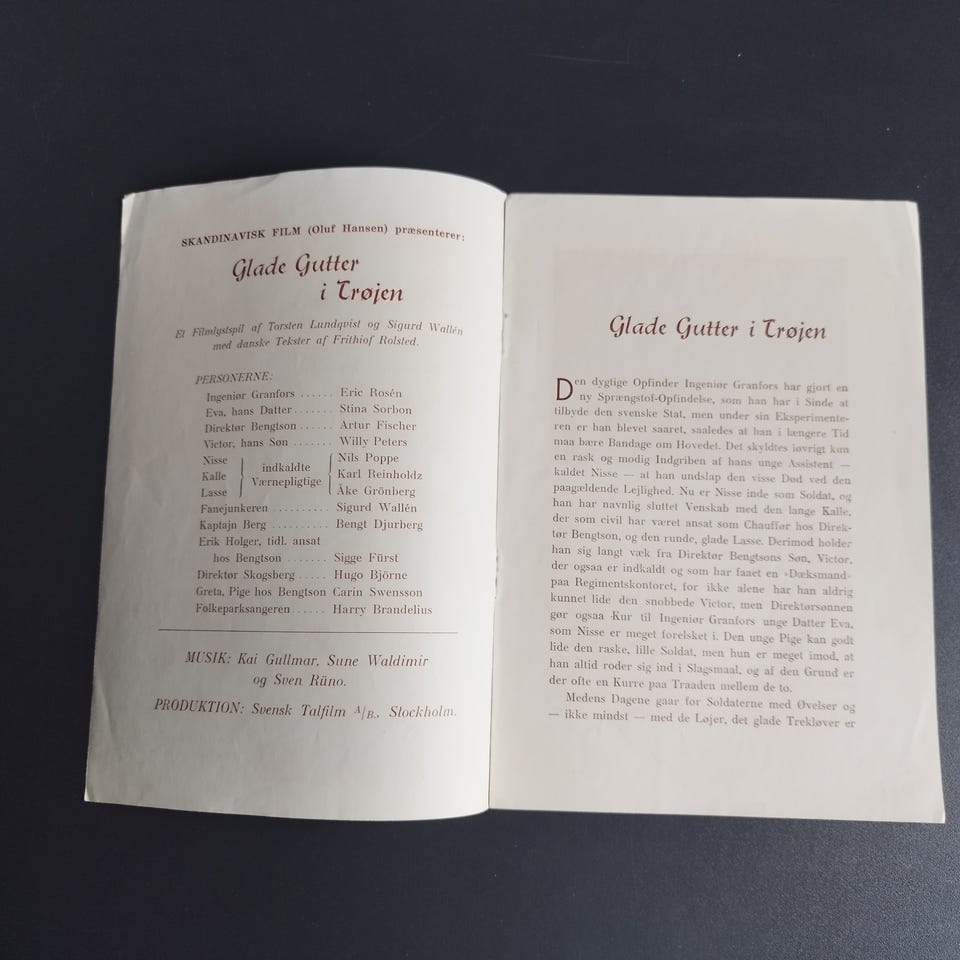 SKANDINAVISK FILM (Oluf Hansen) præsenterer:
Glade Gutter
i Trøjen
Et Filmlystspil af Torsten Lundqvist og Sigurd Wallén
med danske Tekster af Frithiof Rolsted.
PERSONERNE:
Ingeniør Granfors ...... Eric Rosén
Eva, hans Datter ...... Stina Sorbon
Direktør Bengtson ...... Artur Fischer
Victor, hans Søn ....... Willy Peters
Nisse Nils Poppe
Kalle indkaldte Værnepligtige Karl Reinholdz
Lasse Åke Grönberg
Fanejunkeren .......... Sigurd Wallén
Kaptajn Berg .......... Bengt Djurberg
Erik Holger, tidl. ansat
hos Bengtson ....... Sigge Fürst
Direktør Skogsberg ..... Hugo Björne
Greta, Pige hos Bengtson Carin Swensson
Folkeparksangeren ...... Harry Brandelius
MUSIK: Kai Gullmar, Sune Waldimir
og Sven Rüno.
PRODUKTION: Svensk Talfilm A/B., Stockholm.
Glade Gutter i Trøjen
Den dygtige Opfinder Ingeniør Granfors har gjort en
ny Sprængstof-Opfindelse, som han har i Sinde at
tilbyde den svenske Stat, men under sin Eksperimente-
ren er han blevet saaret, saaledes at han i længere Tid
maa bære Bandage om Hovedet. Det skyldtes iøvrigt kun
en rask og modig Indgriben af hans unge Assistent —
kaldet Nisse — at han undslap den visse Død ved den
paagældende Lejlighed. Nu er Nisse inde som Soldat, og
han har navnlig sluttet Venskab med den lange Kalle,
der som civil har været ansat som Chauffør hos Direk-
tør Bengtson, og den runde, glade Lasse. Derimod holder
han sig langt væk fra Direktør Bengtsons Søn, Victor,
der ogsaa er indkaldt og som har faaet en »Dæksmand«
paa Regimentskontoret, for ikke alene har han aldrig
kunnet lide den snobbede Victor, men Direktørsønnen
gør ogsaa Kur til Ingeniør Granfors unge Datter Eva,
som Nisse er meget forelsket i. Den unge Pige kan godt
lide den raske, lille Soldat, men hun er meget imod, at
han altid roder sig ind i Slagsmaal, og af den Grund er
der ofte en Kurre paa Traaden mellem de to.
Medens Dagene gaar for Soldaterne med Øvelser og
— ikke mindst — med de Løjer, det glade Trekløver er